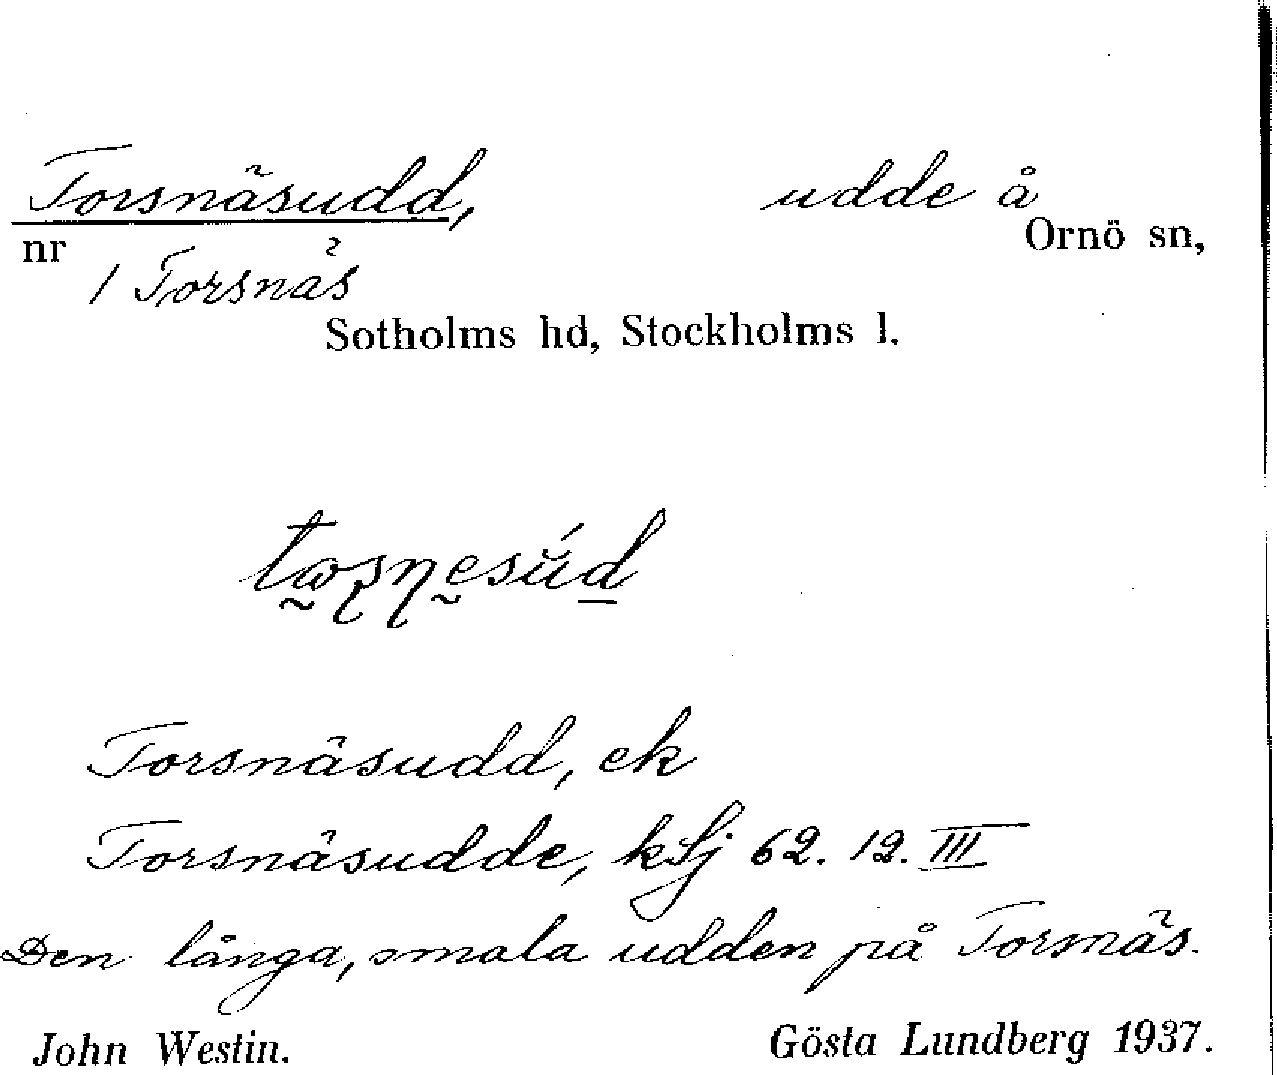 Torsnäsudd, udde å
nr Ornö sn,
1 Torsnäs
Sotholms hd, Stockholms l.
Torsnäsudd, ek
Torsnäsudde, kSj 62. 12. III
Den långa, smala udden på Torsnäs.
John Westin. Gösta Lundberg 1937.